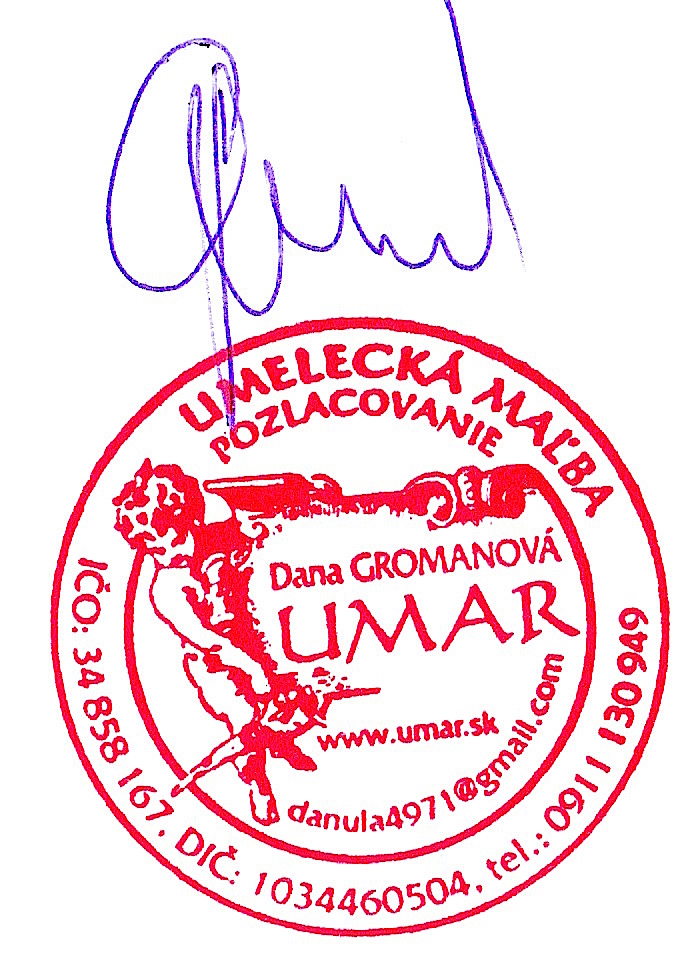 UMELECKÁ MAĽBA
POZLACOVANIE
Dana GROMANOVÁ
UMAR
www.umar.sk
danula4971@gmail.com
IČO: 34 858 167, DIČ: 1034460504, tel.: 0911 130 949